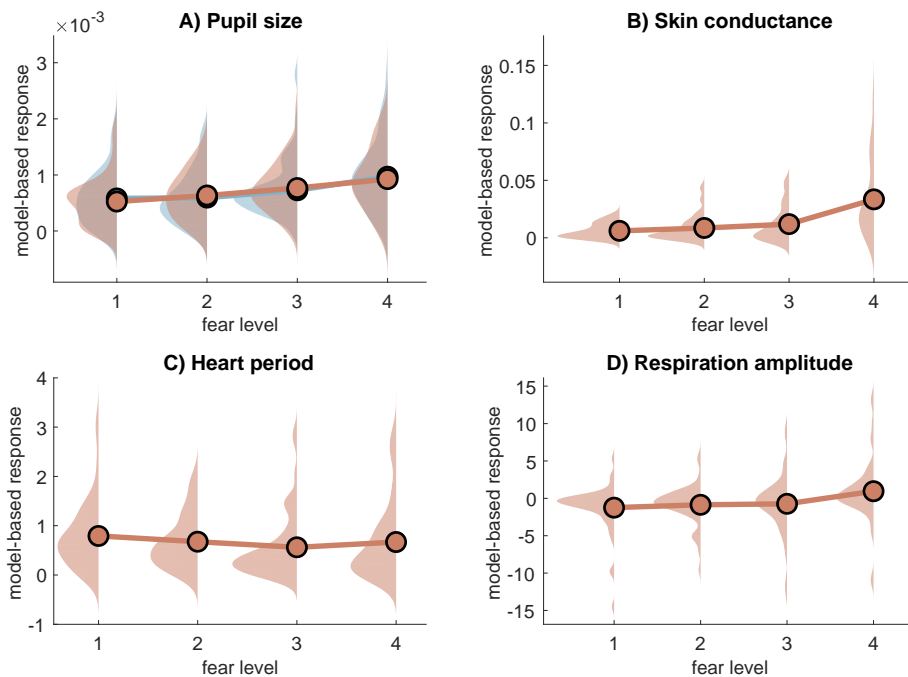 A) Pupil size
×10⁻³
3
2
1
0
model-based response
1 2 3 4
fear level
B) Skin conductance
0.15
0.1
0.05
0
model-based response
1 2 3 4
fear level
C) Heart period
4
3
2
1
0
-1
model-based response
1 2 3 4
fear level
D) Respiration amplitude
15
10
5
0
-5
-10
-15
model-based response
1 2 3 4
fear level